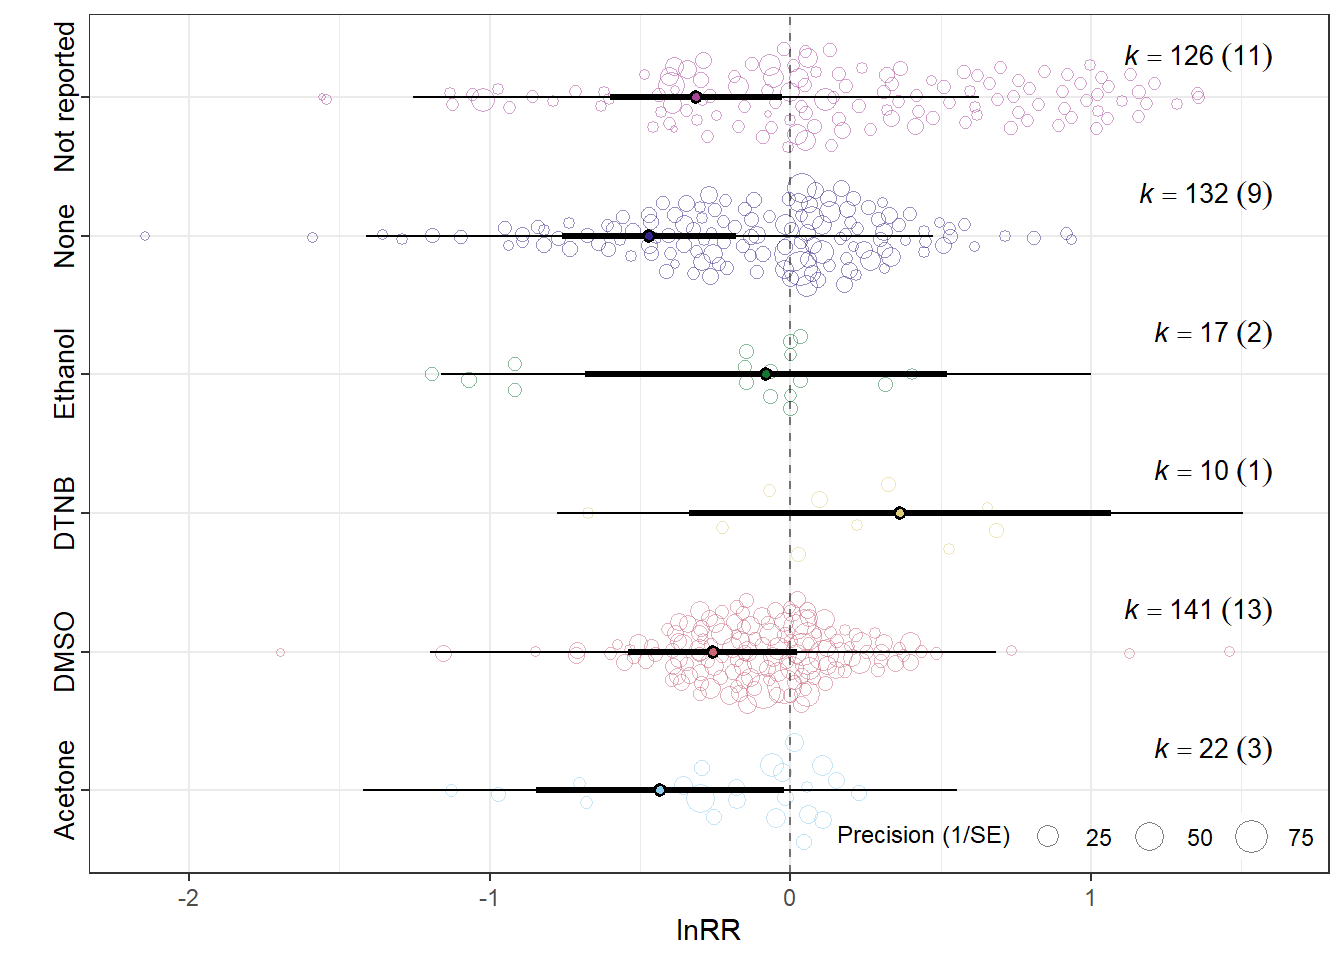 Not reported
k = 126 (11)
None
k = 132 (9)
Ethanol
k = 17 (2)
DTNB
k = 10 (1)
DMSO
k = 141 (13)
Acetone
k = 22 (3)
Precision (1/SE) 25 50 75
-2 -1 0 1
lnRR